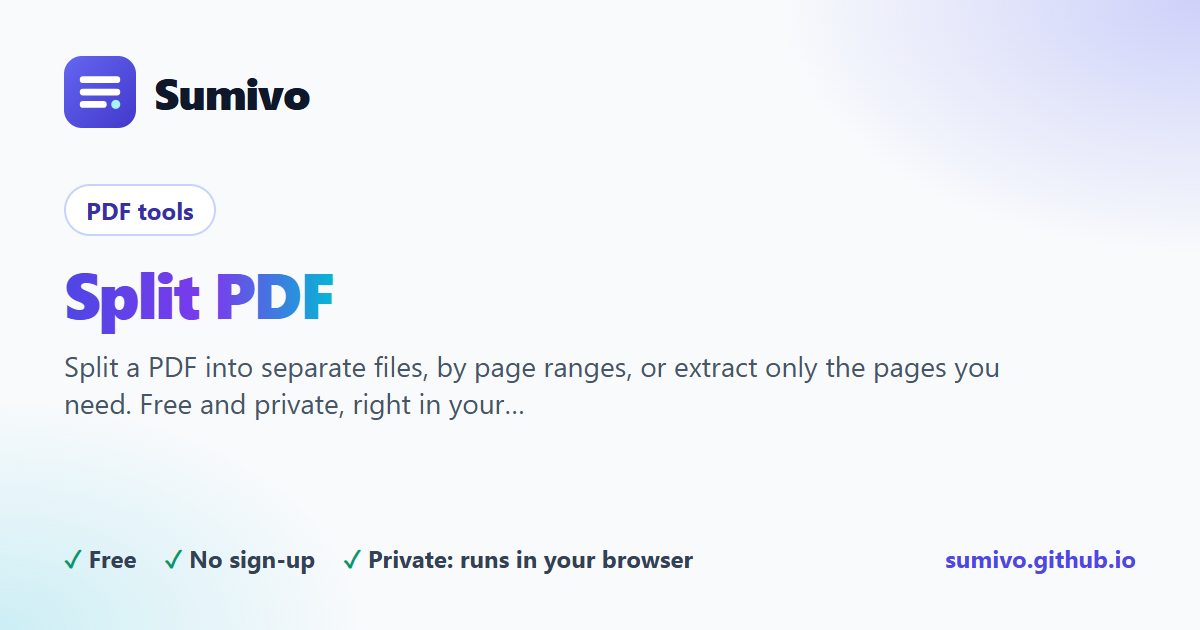 Sumivo
PDF tools
Split PDF
Split a PDF into separate files, by page ranges, or extract only the pages you
need. Free and private, right in your...
✓ Free ✓ No sign-up ✓ Private: runs in your browser
sumivo.github.io